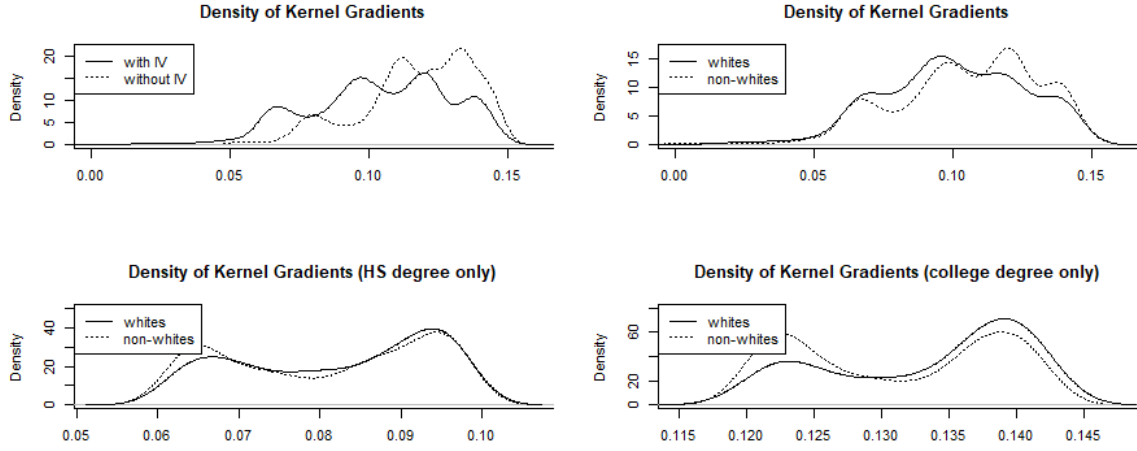 Density of Kernel Gradients
Density
20
15
10
5
0
with IV
without IV
0.00 0.05 0.10 0.15
Density of Kernel Gradients
Density
15
10
5
0
whites
non-whites
0.00 0.05 0.10 0.15
Density of Kernel Gradients (HS degree only)
Density
40
20
0
whites
non-whites
0.05 0.06 0.07 0.08 0.09 0.10
Density of Kernel Gradients (college degree only)
Density
60
20
0
whites
non-whites
0.115 0.120 0.125 0.130 0.135 0.140 0.145